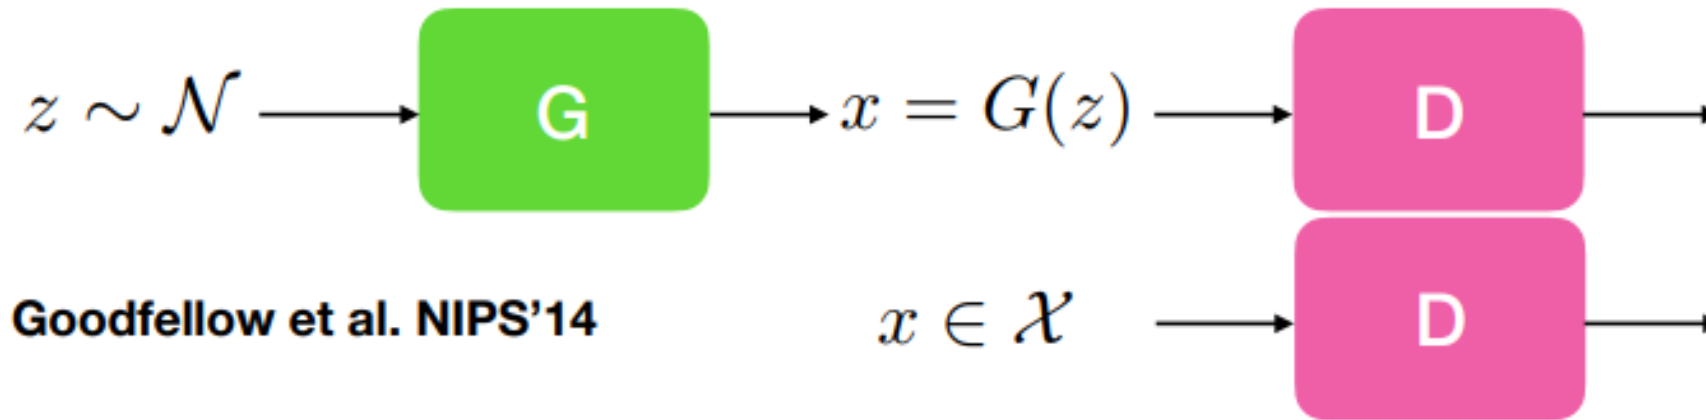 z ∼ 𝒩 G x = G(z) D
Goodfellow et al. NIPS’14 x ∈ 𝒳 D